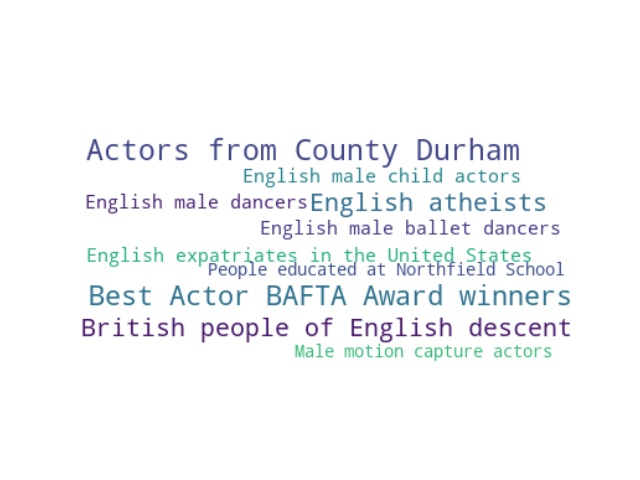 Actors from County Durham
English male child actors
English male dancers
English atheists
English male ballet dancers
English expatriates in the United States
People educated at Northfield School
Best Actor BAFTA Award winners
British people of English descent
Male motion capture actors